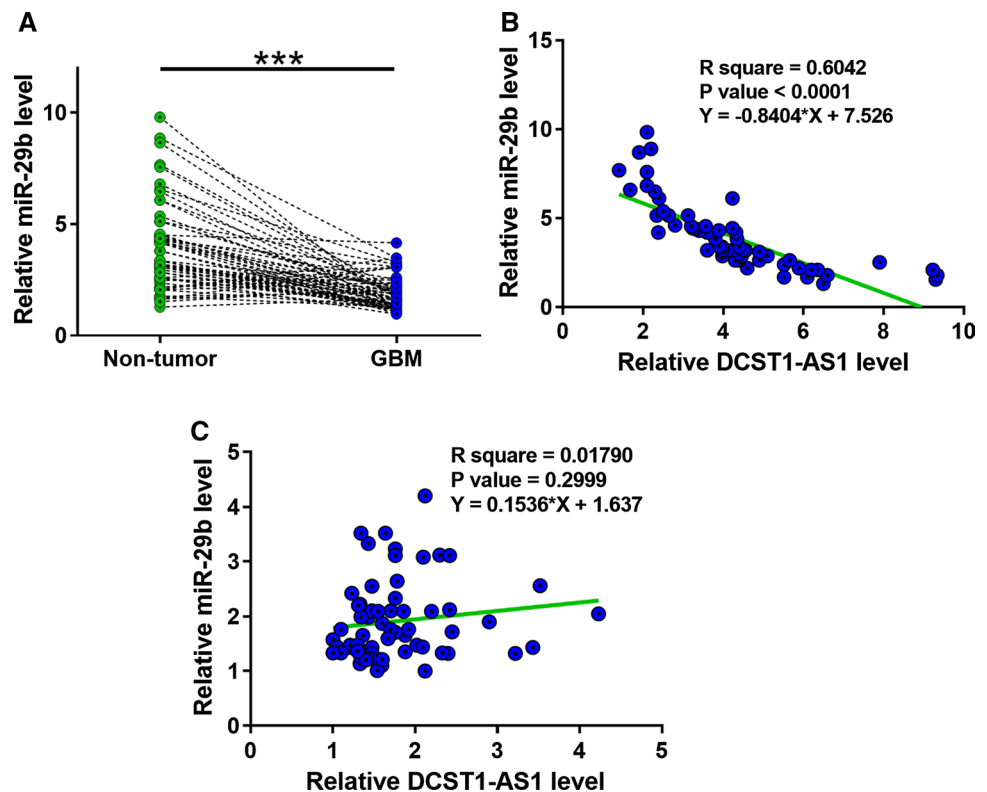 A
***
Relative miR-29b level
10
5
0
Non-tumor
GBM
B
Relative miR-29b level
15
10
5
0
R square = 0.6042
P value < 0.0001
Y = -0.8404*X + 7.526
0
2
4
6
8
10
Relative DCST1-AS1 level
C
Relative miR-29b level
5
4
3
2
1
0
R square = 0.01790
P value = 0.2999
Y = 0.1536*X + 1.637
0
1
2
3
4
5
Relative DCST1-AS1 level